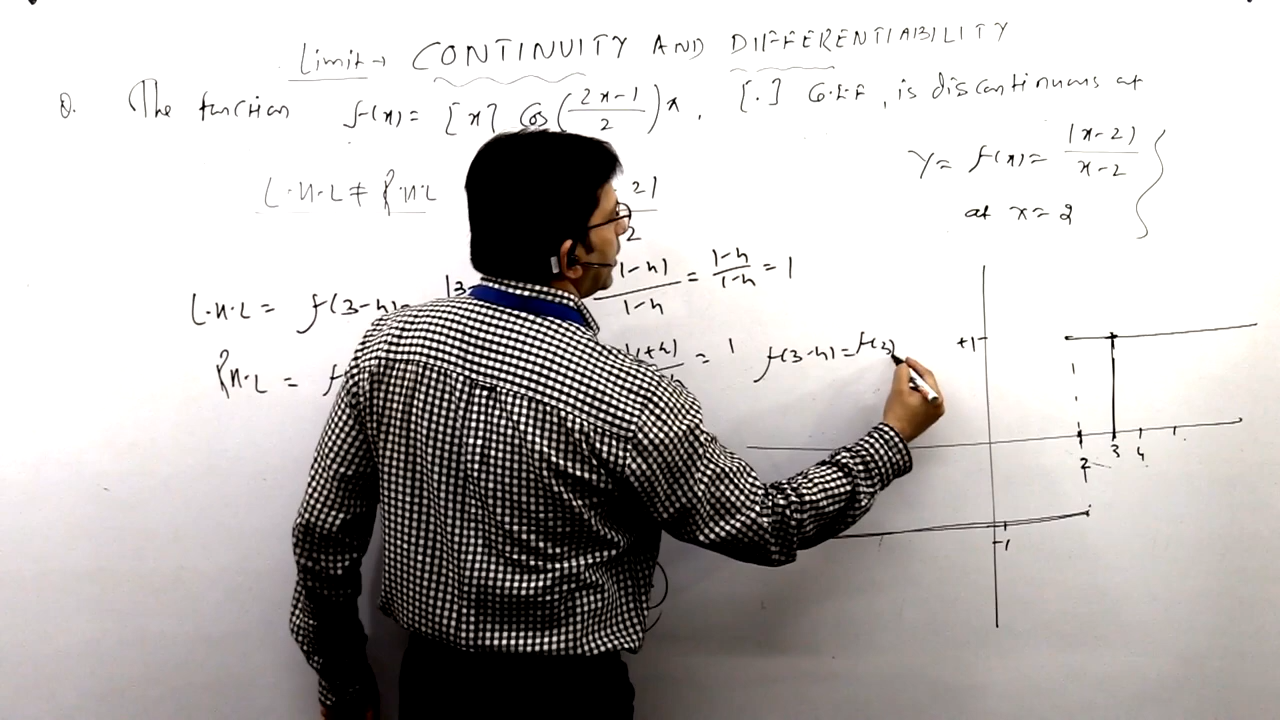 Limit→ CONTINUITY AND DIFFERENTIABILITY
Q. The function f(x) = [x] Cos(2x-1/2)π, [.] G.I.F, is discontinuous at
y = f(x) = |x-2|/x-2
at x = 2
L.H.L ≠ R.H.L
2|
2
L.H.L = f(3-h) = |3- |1-h|/1-h = 1-h/1-h = 1
R.H.L = f |1+h| = 1 f(3-h) = f(3)
+1
2 3 4
-1